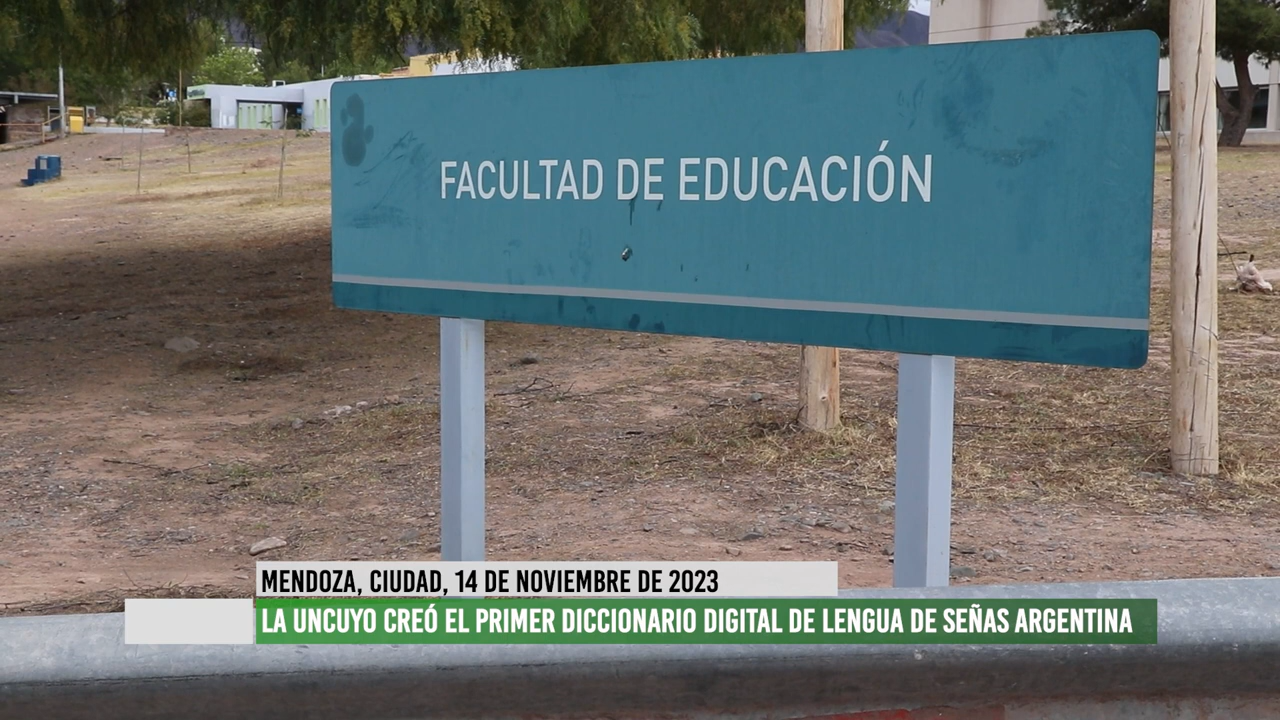 FACULTAD DE EDUCACIÓN
MENDOZA, CIUDAD, 14 DE NOVIEMBRE DE 2023
LA UNCUYO CREÓ EL PRIMER DICCIONARIO DIGITAL DE LENGUA DE SEÑAS ARGENTINA